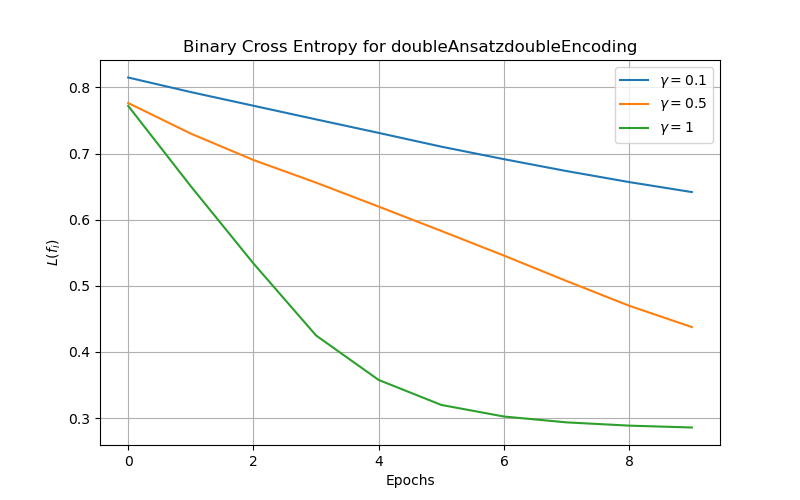 Binary Cross Entropy for doubleAnsatzdoubleEncoding
γ = 0.1
γ = 0.5
γ = 1
0.8
0.7
0.6
0.5
0.4
0.3
L(fᵢ)
0 2 4 6 8
Epochs